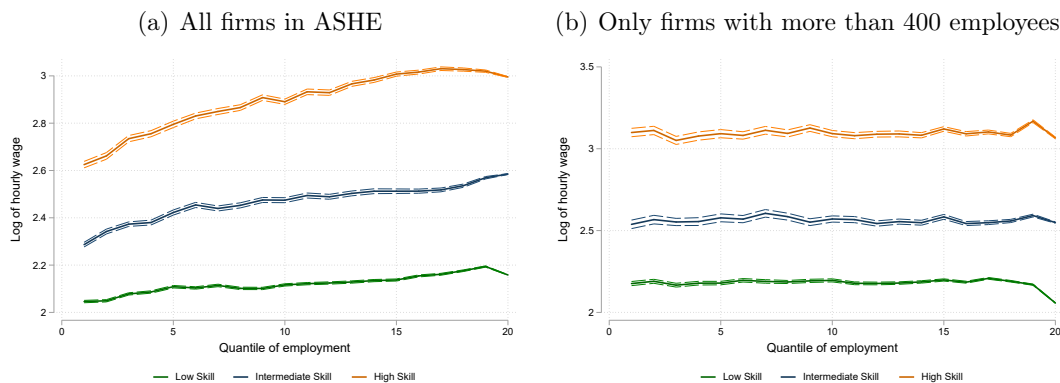 (a) All firms in ASHE
Log of hourly wage
3
2.8
2.6
2.4
2.2
2
0
5
10
15
20
Quantile of employment
Low Skill
Intermediate Skill
High Skill
(b) Only firms with more than 400 employees
Log of hourly wage
3.5
3
2.5
2
0
5
10
15
20
Quantile of employment
Low Skill
Intermediate Skill
High Skill